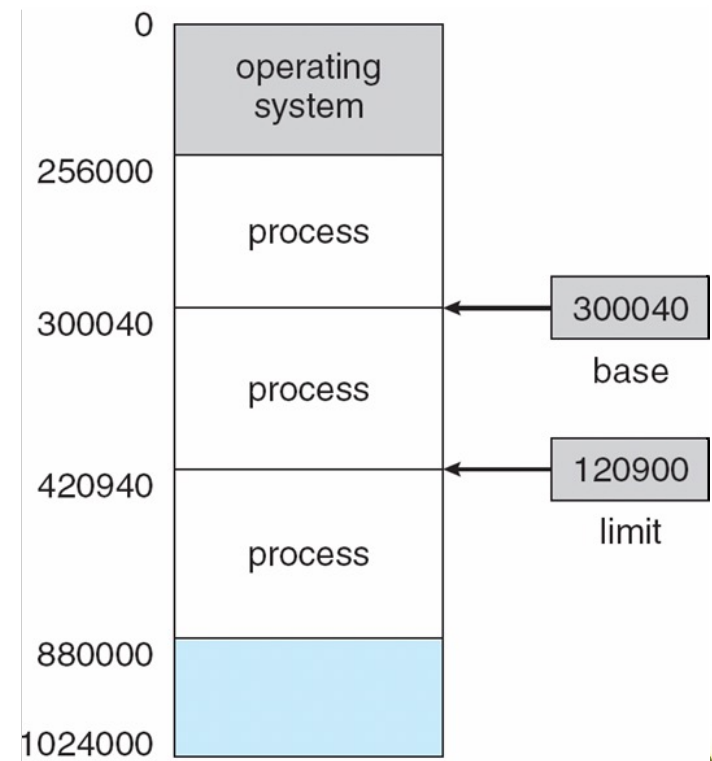 0
operating
system
256000
process
300040
300040
base
process
420940
120900
limit
process
880000
1024000